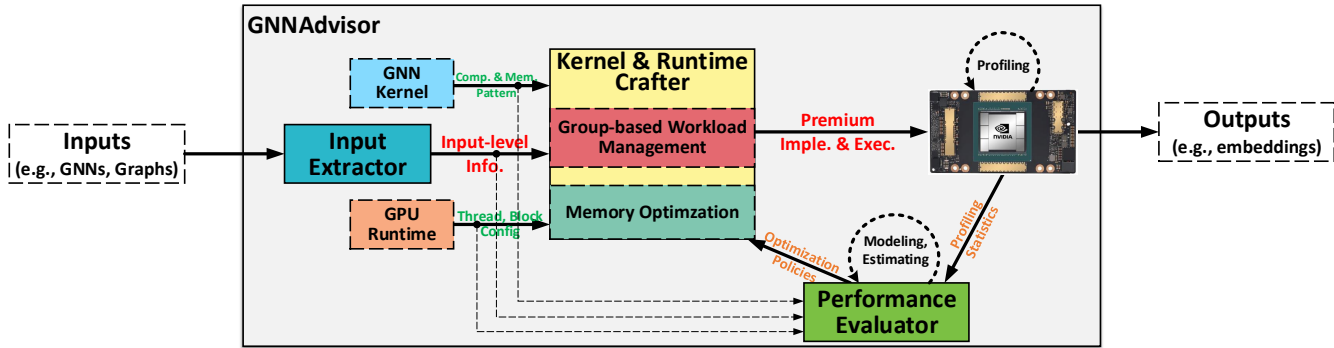 GNNAdvisor
GNN
Kernel
Comp. & Mem.
Pattern
Kernel & Runtime
Crafter
Profiling
Inputs
(e.g., GNNs, Graphs)
Input
Extractor
Input-level
Info.
Group-based Workload
Management
Premium
Imple. & Exec.
NVIDIA
Outputs
(e.g., embeddings)
GPU
Runtime
Thread, Block
Config
Memory Optimzation
Optimization
Policies
Modeling,
Estimating
Profiling
Statistics
Performance
Evaluator